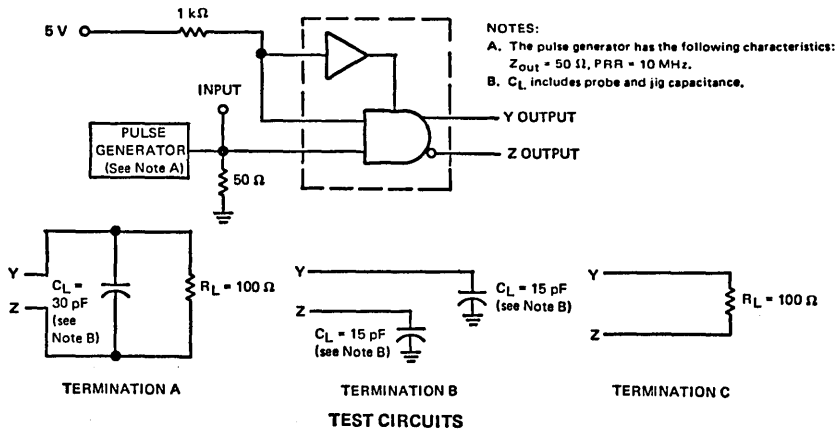 1 kΩ
5 V
NOTES:
A. The pulse generator has the following characteristics:
Zout = 50 Ω, PRR = 10 MHz.
B. CL includes probe and jig capacitance.
INPUT
PULSE
GENERATOR
(See Note A)
50 Ω
Y OUTPUT
Z OUTPUT
Y
Z
CL =
30 pF
(see
Note B)
RL = 100 Ω
TERMINATION A
Y
Z
CL = 15 pF
(see Note B)
CL = 15 pF
(see Note B)
TERMINATION B
Y
Z
RL = 100 Ω
TERMINATION C
TEST CIRCUITS